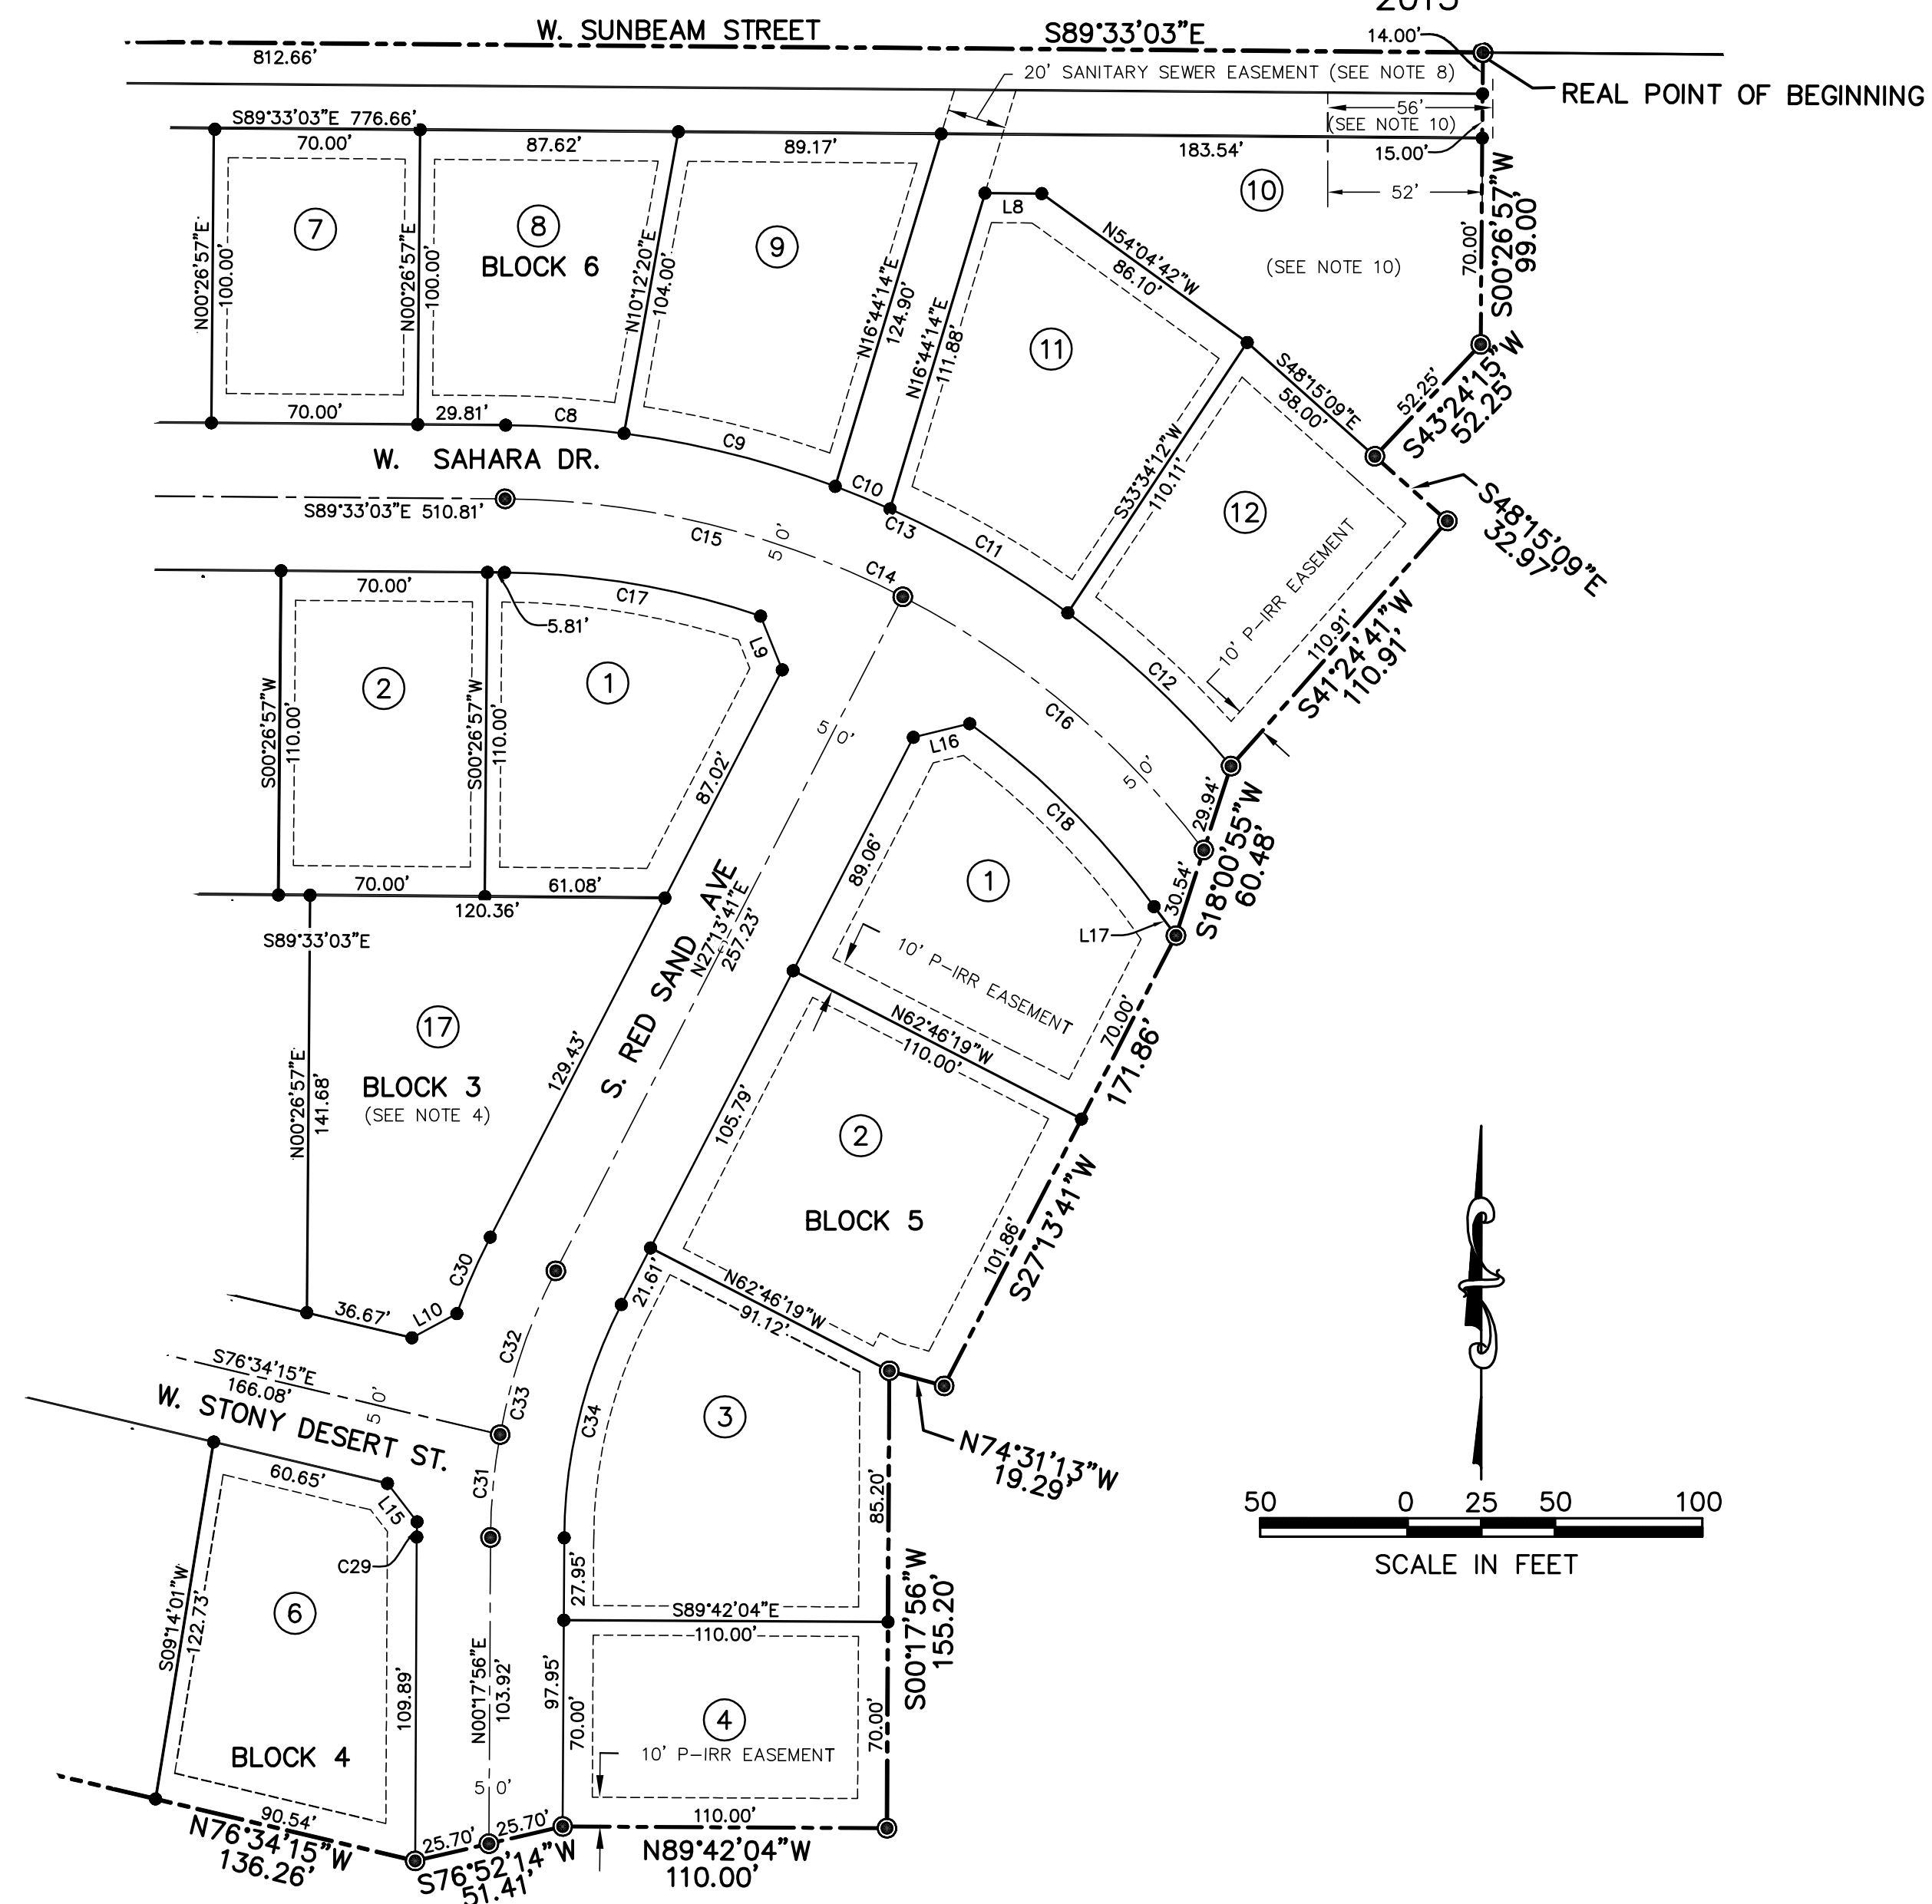 2015
W. SUNBEAM STREET
S89°33'03"E
14.00'
812.66'
20' SANITARY SEWER EASEMENT (SEE NOTE 8)
REAL POINT OF BEGINNING
56'
(SEE NOTE 10)
S89°33'03"E 776.66'
70.00'
87.62'
89.17'
183.54'
15.00'
52'
10
(SEE NOTE 10)
70.00'
S00°26'57"W
99.00'
N00°26'57"E
100.00'
7
N00°26'57"E
100.00'
8
BLOCK 6
N10°12'20"E
104.00'
9
N16°44'14"E
124.90'
L8
N16°44'14"E
111.88'
11
N54°04'42"W
86.10'
S48°15'09"E
58.00'
52.25'
S43°24'15"W
52.25'
S48°15'09"E
32.97'
S33°34'12"W
110.11'
12
10' P-IRR EASEMENT
110.91'
S41°24'41"W
110.91'
70.00'
29.81'
C8
C9
C10
C13
C11
C12
W. SAHARA DR.
S89°33'03"E 510.81'
C15
5 0'
C14
C16
5 0'
70.00'
5.81'
C17
L9
S00°26'57"W
110.00'
2
S00°26'57"W
110.00'
1
87.02'
5 0'
70.00'
61.08'
120.36'
S89°33'03"E
L16
C18
89.06'
1
10' P-IRR EASEMENT
29.94'
30.54'
S18°00'55"W
60.48'
L17
S. RED SAND AVE
N27°13'41"E
257.23'
N62°46'19"W
110.00'
70.00'
171.86'
N00°26'57"E
141.68'
17
BLOCK 3
(SEE NOTE 4)
129.43'
105.79'
2
BLOCK 5
101.86'
S27°13'41"W
36.67'
L10
C30
21.61'
N62°46'19"W
91.12'
S76°34'15"E
166.08'
5 0'
W. STONY DESERT ST.
C32
C33
C34
3
N74°31'13"W
19.29'
85.20'
60.65'
L15
C29
C31
27.95'
S89°42'04"E
110.00'
S00°17'56"W
155.20'
S09°14'01"W
122.73'
6
BLOCK 4
109.89'
N00°17'56"E
103.92'
5 0'
97.95'
70.00'
4
10' P-IRR EASEMENT
70.00'
90.54'
N76°34'15"W
136.26'
25.70'
25.70'
S76°52'14"W
51.41'
110.00'
N89°42'04"W
110.00'
50 0 25 50 100
SCALE IN FEET